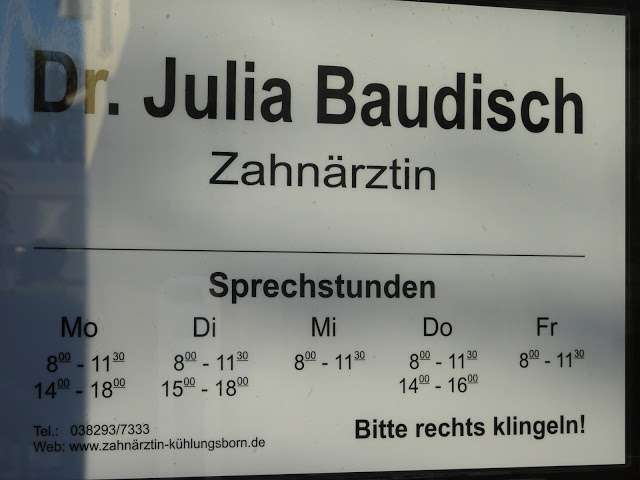 Dr. Julia Baudisch
Zahnärztin
Sprechstunden
Mo Di Mi Do Fr
8⁰⁰ - 11³⁰ 8⁰⁰ - 11³⁰ 8⁰⁰ - 11³⁰ 8⁰⁰ - 11³⁰ 8⁰⁰ - 11³⁰
14⁰⁰ - 18⁰⁰ 15⁰⁰ - 18⁰⁰ 14⁰⁰ - 16⁰⁰
Tel.: 038293/7333
Web: www.zahnärztin-kühlungsborn.de
Bitte rechts klingeln!